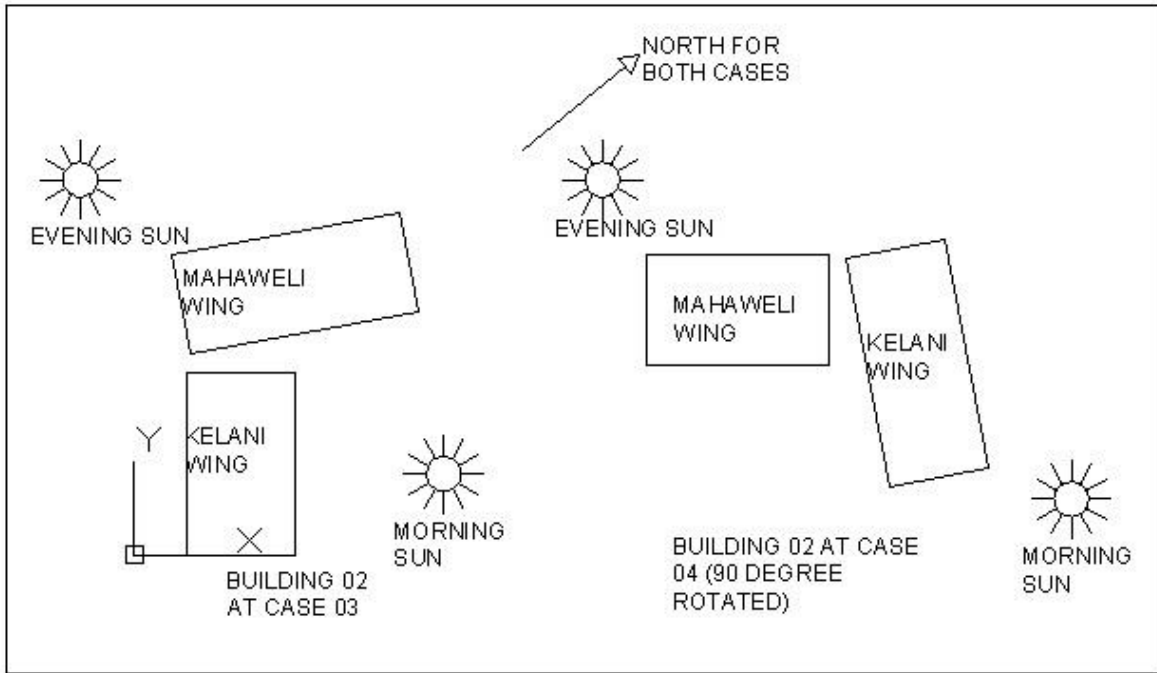 NORTH FOR
BOTH CASES
EVENING SUN
MAHAWELI
WING
KELANI
WING
Y
X
MORNING
SUN
BUILDING 02
AT CASE 03
EVENING SUN
MAHAWELI
WING
KELANI
WING
MORNING
SUN
BUILDING 02 AT CASE
04 (90 DEGREE
ROTATED)